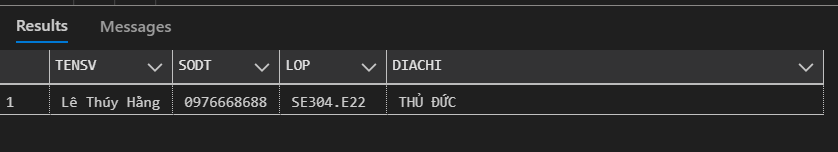 Results Messages
TENSV SODT LOP DIACHI
1 Lê Thúy Hằng 0976668688 SE304.E22 THỦ ĐỨC